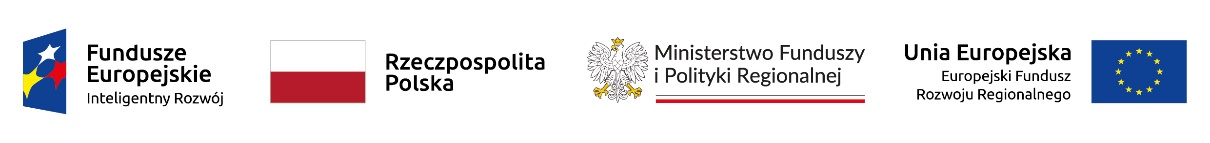 Fundusze
Europejskie
Inteligentny Rozwój
Rzeczpospolita
Polska
Ministerstwo Funduszy
i Polityki Regionalnej
Unia Europejska
Europejski Fundusz
Rozwoju Regionalnego